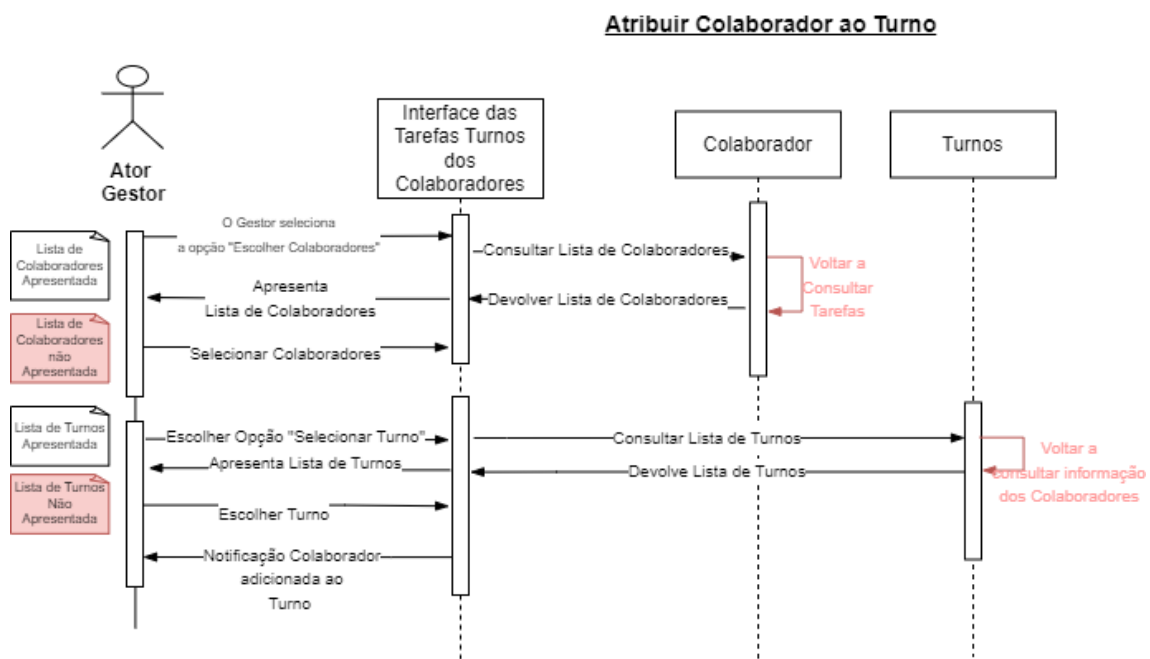 Atribuir Colaborador ao Turno
Ator
Gestor
Interface das
Tarefas Turnos
dos
Colaboradores
Colaborador
Turnos
O Gestor seleciona
a opção "Escolher Colaboradores"
Lista de
Colaboradores
Apresentada
Consultar Lista de Colaboradores
Voltar a
Consultar
Tarefas
Apresenta
Lista de Colaboradores
Devolver Lista de Colaboradores
Lista de
Colaboradores
não
Apresentada
Selecionar Colaboradores
Lista de Turnos
Apresentada
Escolher Opção "Selecionar Turno"
Consultar Lista de Turnos
Voltar a
consultar informação
dos Colaboradores
Apresenta Lista de Turnos
Devolve Lista de Turnos
Lista de Turnos
Não
Apresentada
Escolher Turno
Notificação Colaborador
adicionada ao
Turno